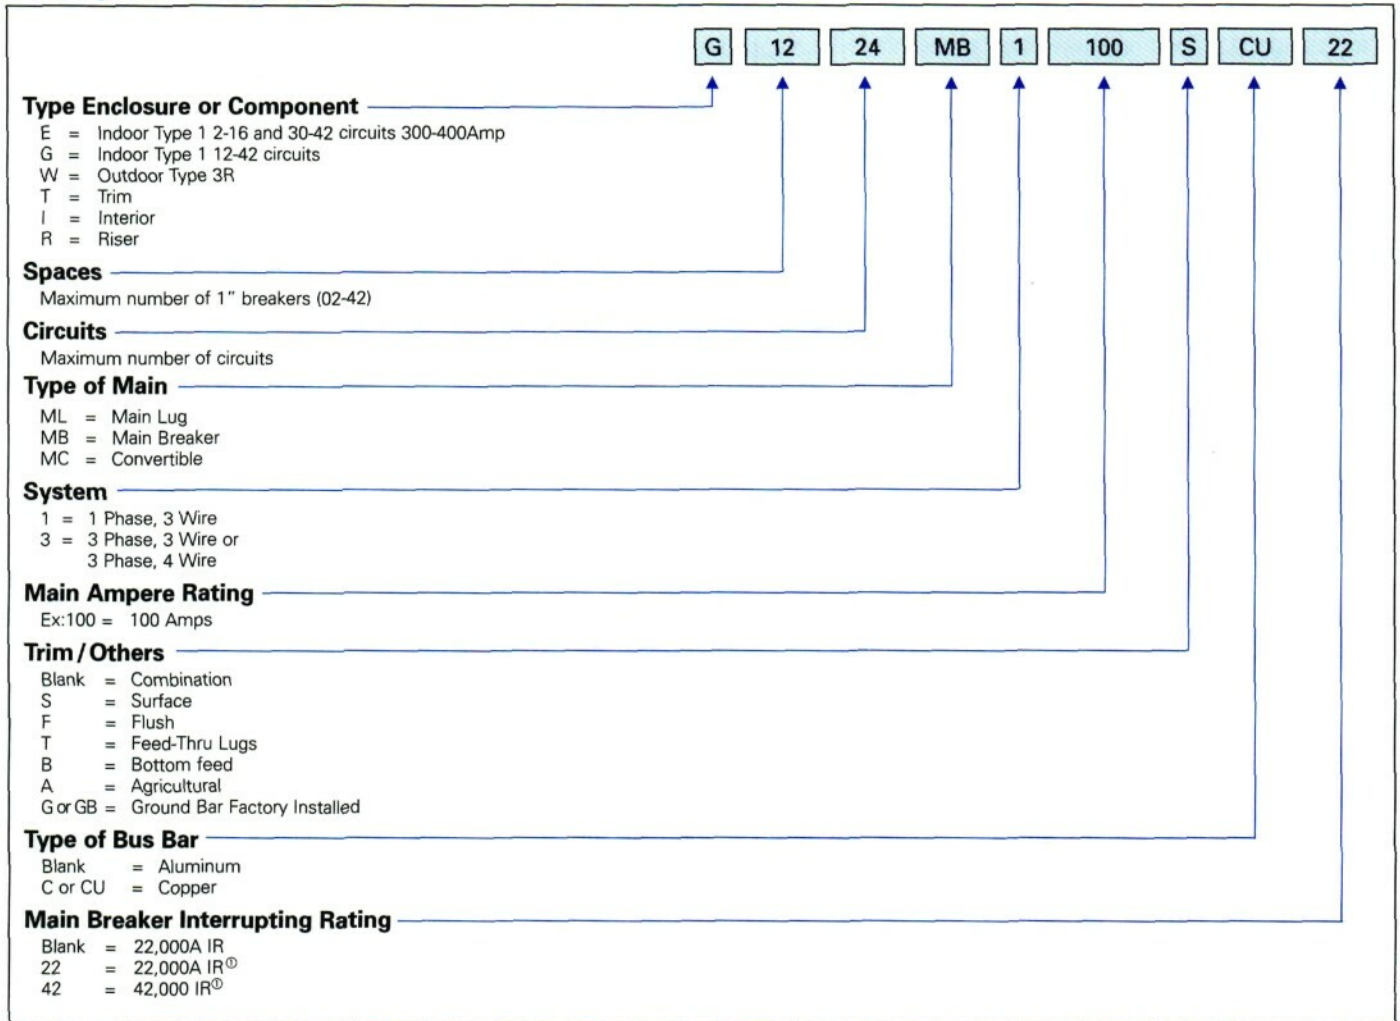 G 12 24 MB 1 100 S CU 22
Type Enclosure or Component
E = Indoor Type 1 2-16 and 30-42 circuits 300-400Amp
G = Indoor Type 1 12-42 circuits
W = Outdoor Type 3R
T = Trim
I = Interior
R = Riser
Spaces
Maximum number of 1" breakers (02-42)
Circuits
Maximum number of circuits
Type of Main
ML = Main Lug
MB = Main Breaker
MC = Convertible
System
1 = 1 Phase, 3 Wire
3 = 3 Phase, 3 Wire or
3 Phase, 4 Wire
Main Ampere Rating
Ex:100 = 100 Amps
Trim/Others
Blank = Combination
S = Surface
F = Flush
T = Feed-Thru Lugs
B = Bottom feed
A = Agricultural
G or GB = Ground Bar Factory Installed
Type of Bus Bar
Blank = Aluminum
C or CU = Copper
Main Breaker Interrupting Rating
Blank = 22,000A IR
22 = 22,000A IR①
42 = 42,000 IR①